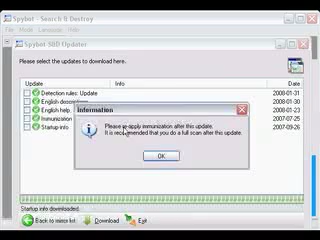 Spybot - Search & Destroy
File Mode Language Help
Spybot-S&D Updater
Please select the updates to download here.
Update Info Date
Detection rules: Update 2008-01-31
English descriptions 2008-01-30
English help 2008-01-23
Immunization 2007-07-25
Startup info 2007-09-26
Information
Please re-apply immunization after this update.
It is recommended that you do a full scan after this update.
OK
Startup info downloaded.
Back to mirror list Download Exit